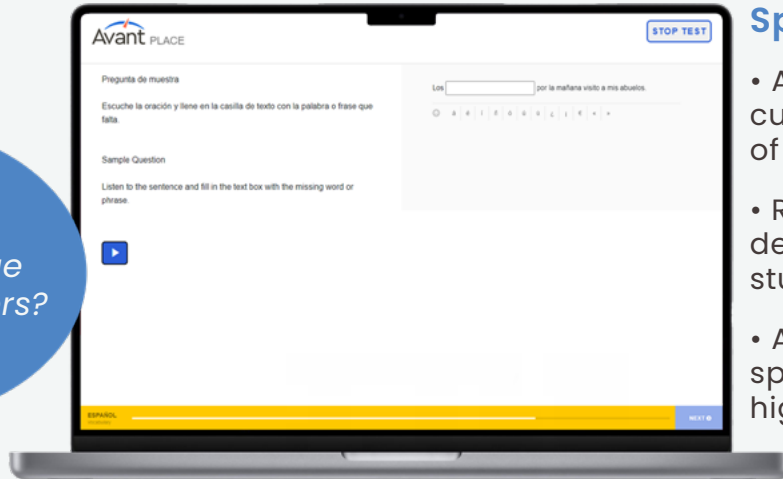 Avant PLACE
STOP TEST
Pregunta de muestra
Escuche la oración y llene en la casilla de texto con la palabra o frase que
falta.
Sample Question
Listen to the sentence and fill in the text box with the missing word or
phrase.
Los por la mañana visito a mis abuelos.
ESPAÑOL
NEXT
rs?
Sp
• A
cu
of
• R
de
stu
• A
sp
hig